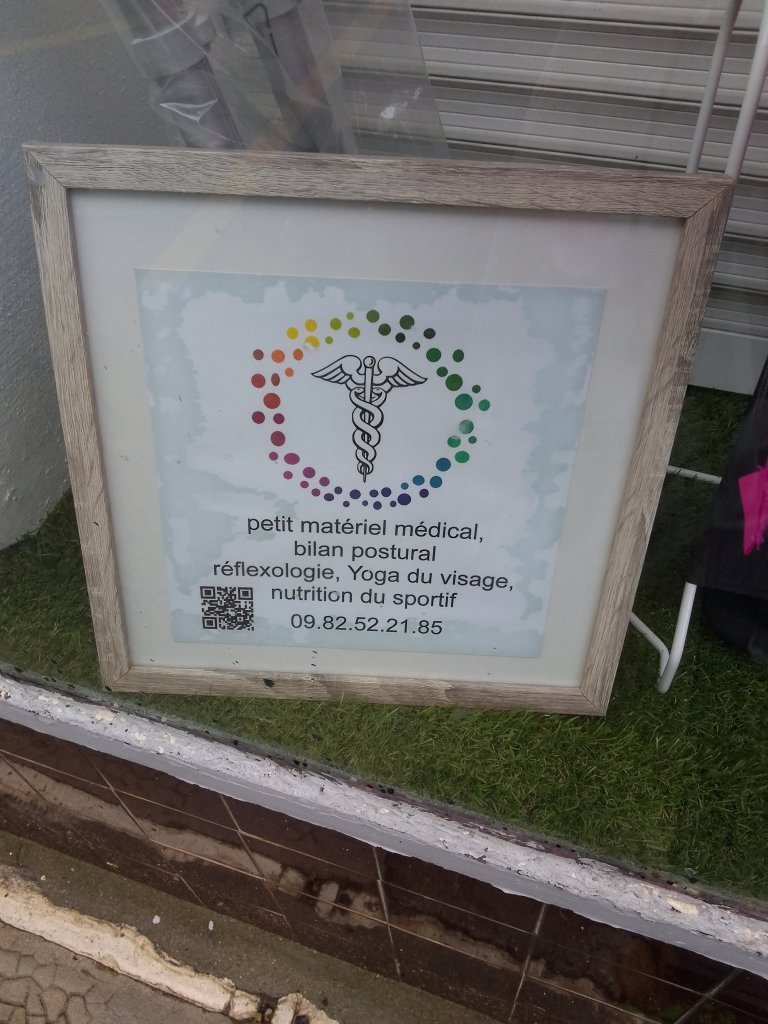 petit matériel médical,
bilan postural
réflexologie, Yoga du visage,
nutrition du sportif
09.82.52.21.85